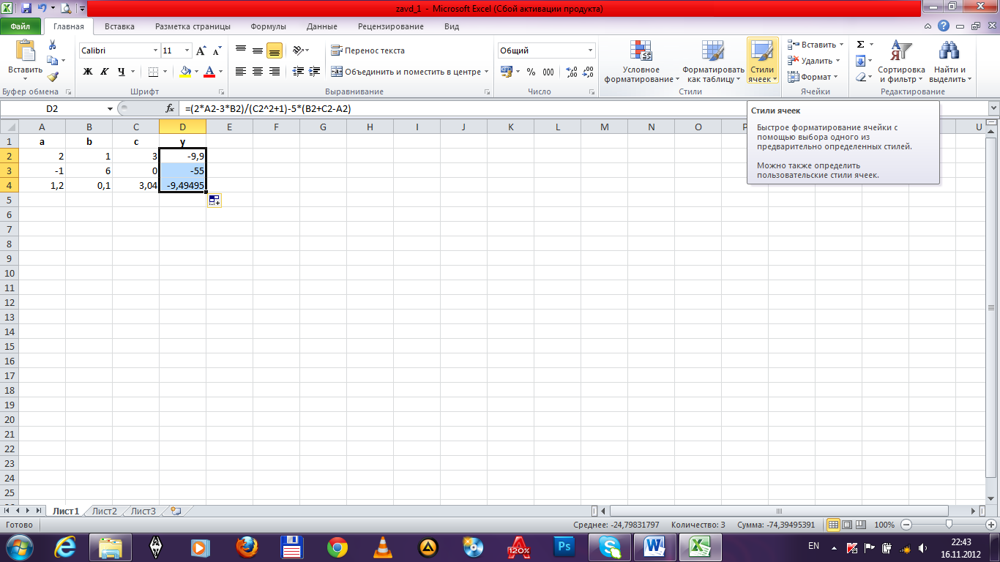 zavd_1 - Microsoft Excel (Сбой активации продукта)
Файл Главная Вставка Разметка страницы Формулы Данные Рецензирование Вид
Вставить
Буфер обмена
Calibri 11
Ж К Ч А
Шрифт
Перенос текста
Объединить и поместить в центре
Выравнивание
Общий
% 000
Число
Условное форматирование
Форматировать как таблицу
Стили ячеек
Стили
Вставить
Удалить
Формат
Ячейки
Σ
Сортировка и фильтр
Найти и выделить
Редактирование
D2 fx =(2*A2-3*B2)/(C2^2+1)-5*(B2+C2-A2)
Стили ячеек
Быстрое форматирование ячейки с
помощью выбора одного из
предварительно определенных стилей.
Можно также определить
пользовательские стили ячеек.
A B C D E F G H I J K L M N O P U
1 a b c y
2 2 1 3 -9,9
3 -1 6 0 -55
4 1,2 0,1 3,04 -9,49495
5
6
7
8
9
10
11
12
13
14
15
16
17
18
19
20
21
22
23
24
25
Лист1 Лист2 Лист3
Готово Среднее: -24,79831797 Количество: 3 Сумма: -74,39495391 100%
120% Ps EN 22:43
16.11.2012